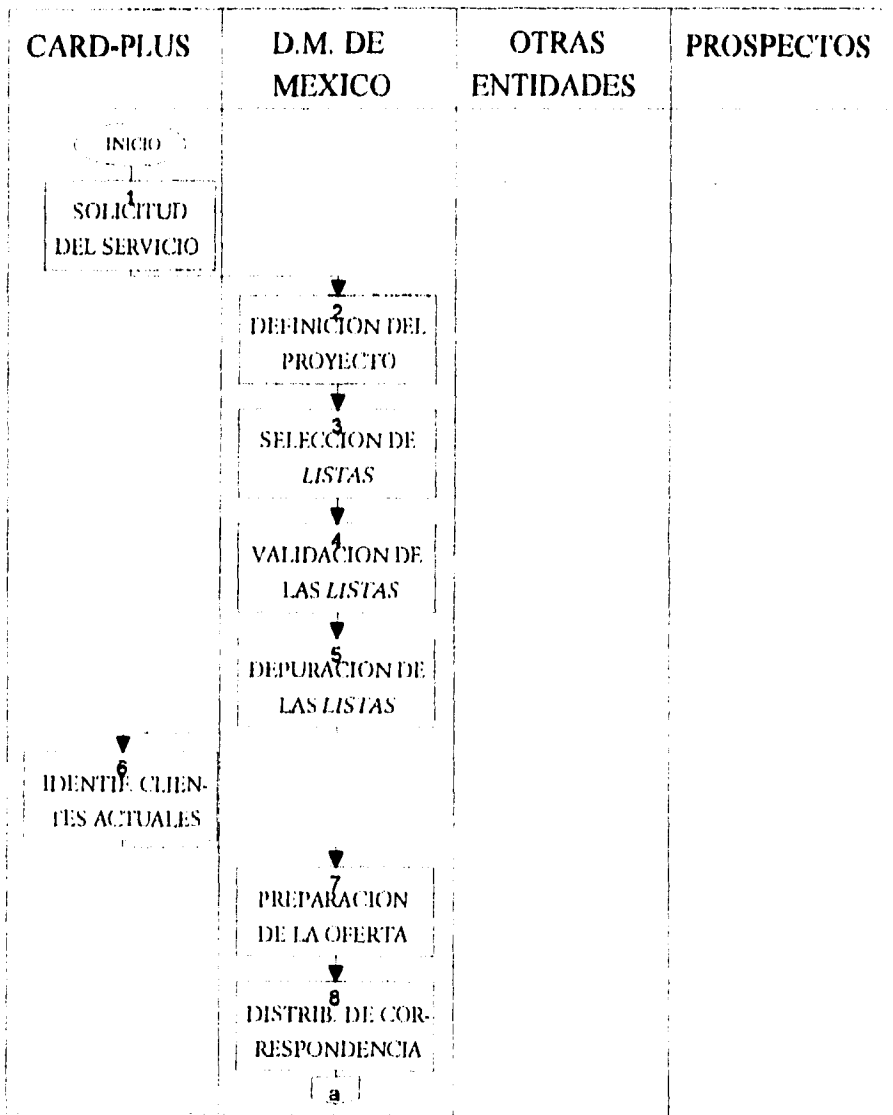 CARD-PLUS
D.M. DE
MEXICO
OTRAS
ENTIDADES
PROSPECTOS
INICIO
1
SOLICITUD
DEL SERVICIO
2
DEFINICION DEL
PROYECTO
3
SELECCION DE
LISTAS
4
VALIDACION DE
LAS LISTAS
5
DEPURACION DE
LAS LISTAS
6
IDENTIF. CLIEN-
TES ACTUALES
7
PREPARACION
DE LA OFERTA
8
DISTRIB. DE COR-
RESPONDENCIA
a